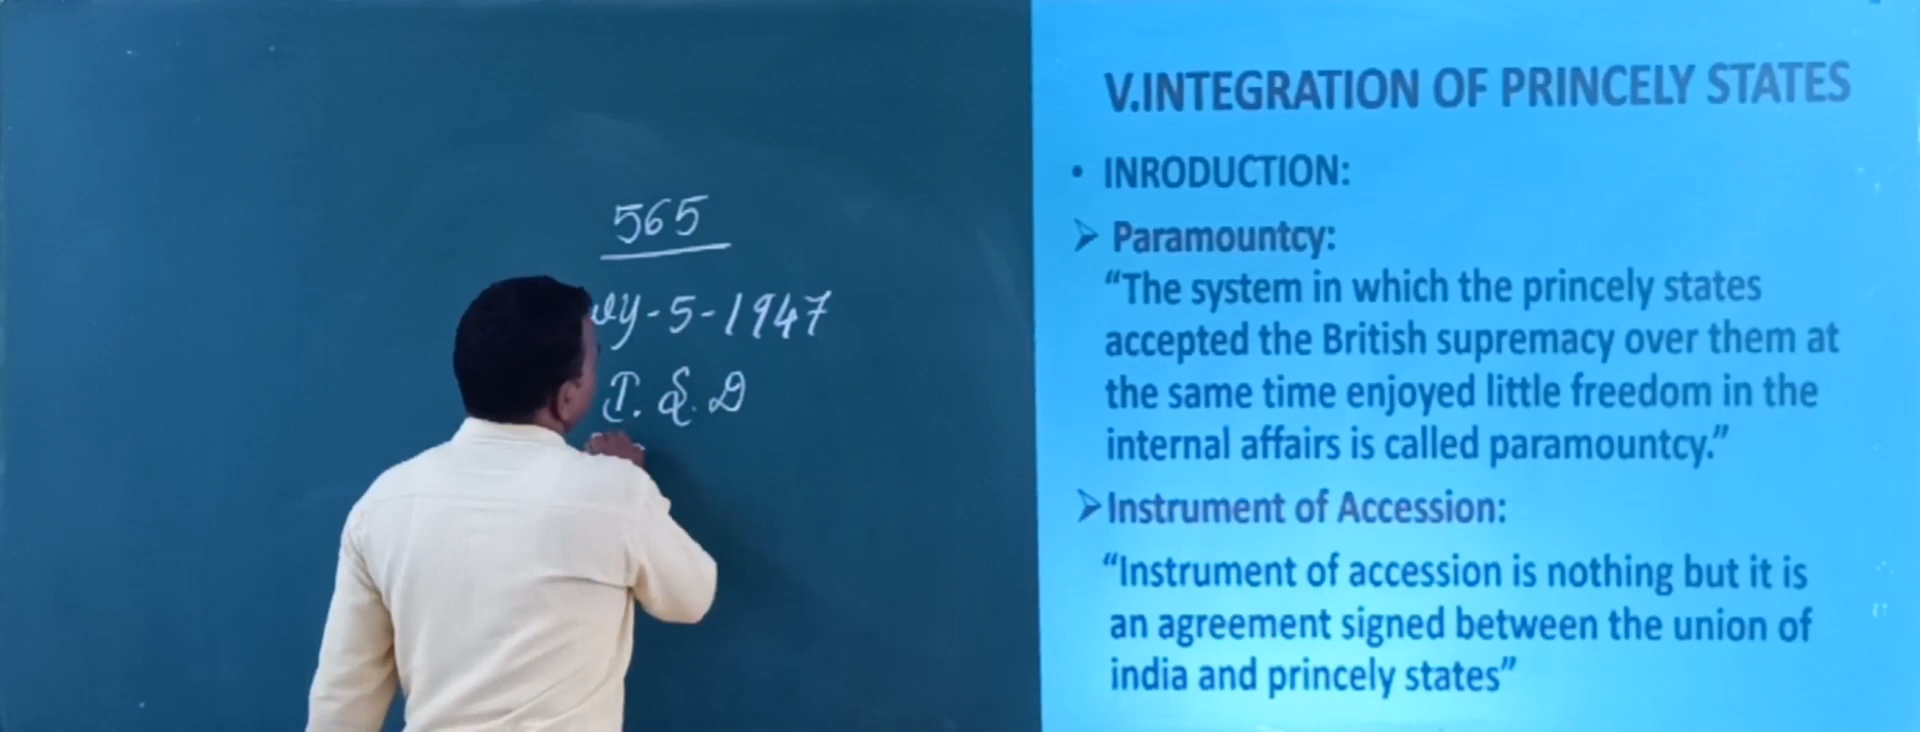 565
-5-1947
I. S. D
V.INTEGRATION OF PRINCELY STATES
• INRODUCTION:
➢ Paramountcy:
“The system in which the princely states
accepted the British supremacy over them at
the same time enjoyed little freedom in the
internal affairs is called paramountcy.”
➢Instrument of Accession:
“Instrument of accession is nothing but it is
an agreement signed between the union of
india and princely states”